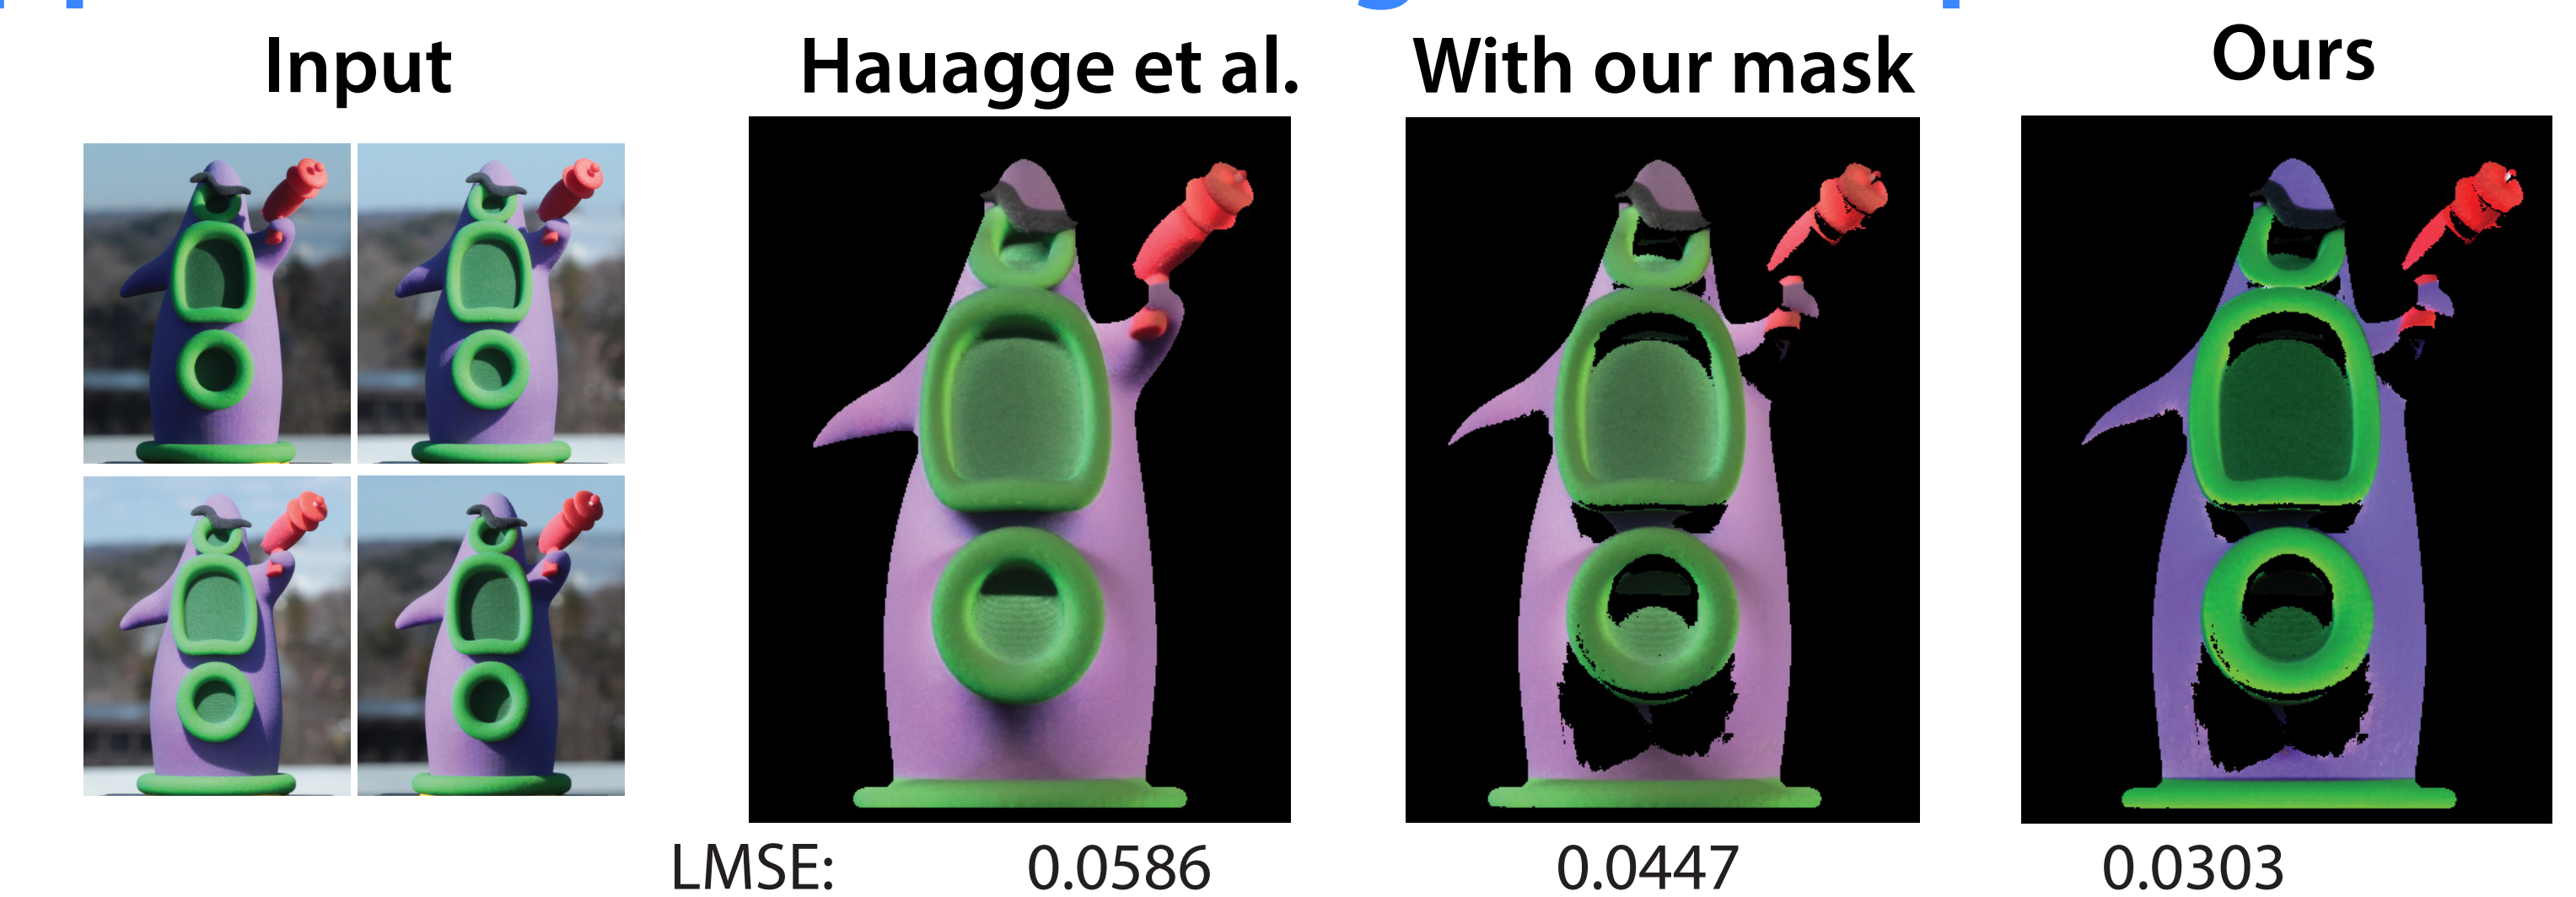 Input
Hauagge et al.
With our mask
Ours
LMSE: 0.0586 0.0447 0.0303